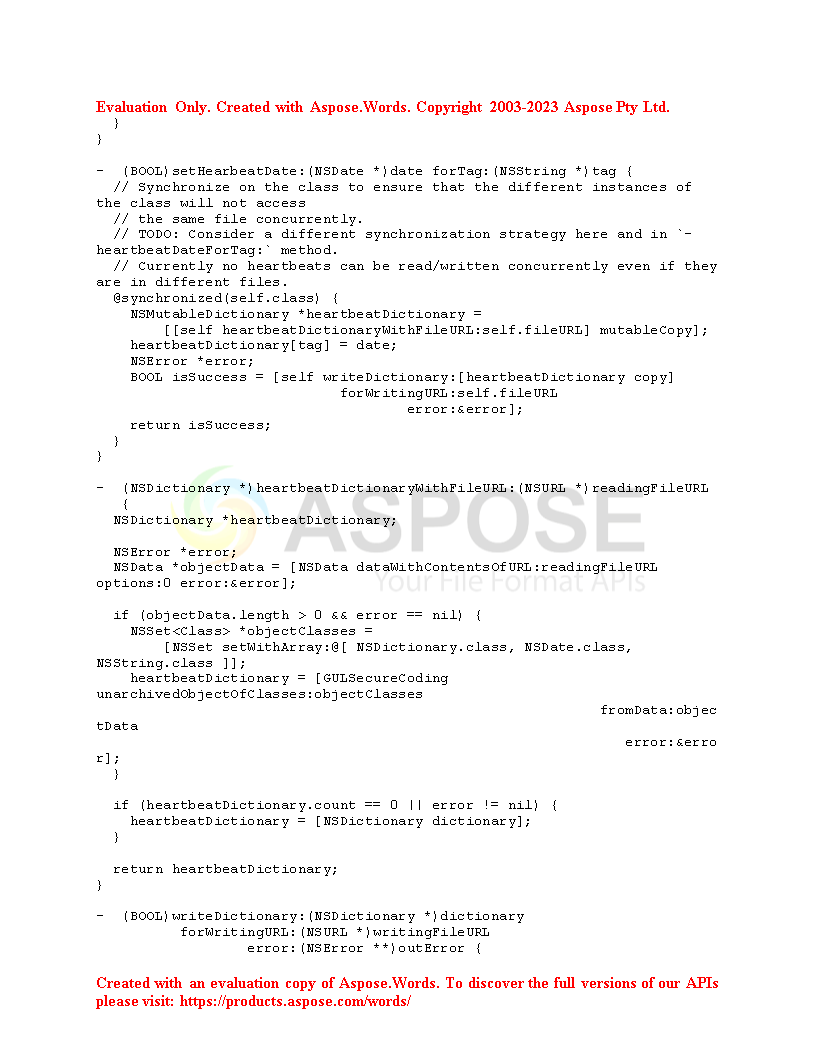 Evaluation Only. Created with Aspose.Words. Copyright 2003-2023 Aspose Pty Ltd.
  }
}

-  (BOOL)setHearbeatDate:(NSDate *)date forTag:(NSString *)tag {
  // Synchronize on the class to ensure that the different instances of
the class will not access
  // the same file concurrently.
  // TODO: Consider a different synchronization strategy here and in `-
heartbeatDateForTag:` method.
  // Currently no heartbeats can be read/written concurrently even if they
are in different files.
  @synchronized(self.class) {
    NSMutableDictionary *heartbeatDictionary =
        [[self heartbeatDictionaryWithFileURL:self.fileURL] mutableCopy];
    heartbeatDictionary[tag] = date;
    NSError *error;
    BOOL isSuccess = [self writeDictionary:[heartbeatDictionary copy]
                             forWritingURL:self.fileURL
                                     error:&error];
    return isSuccess;
  }
}

-  (NSDictionary *)heartbeatDictionaryWithFileURL:(NSURL *)readingFileURL
   {
  NSDictionary *heartbeatDictionary;
ASPOSE

  NSError *error;
  NSData *objectData = [NSData dataWithContentsOfURL:readingFileURL
options:0 error:&error];
Your File Format APIs

  if (objectData.length > 0 && error == nil) {
    NSSet<Class> *objectClasses =
        [NSSet setWithArray:@[ NSDictionary.class, NSDate.class,
NSString.class ]];
    heartbeatDictionary = [GULSecureCoding
unarchivedObjectOfClasses:objectClasses
                                                            fromData:objec
tData
                                                               error:&erro
r];
  }

  if (heartbeatDictionary.count == 0 || error != nil) {
    heartbeatDictionary = [NSDictionary dictionary];
  }

  return heartbeatDictionary;
}

-  (BOOL)writeDictionary:(NSDictionary *)dictionary
          forWritingURL:(NSURL *)writingFileURL
                  error:(NSError **)outError {

Created with an evaluation copy of Aspose.Words. To discover the full versions of our APIs
please visit: https://products.aspose.com/words/